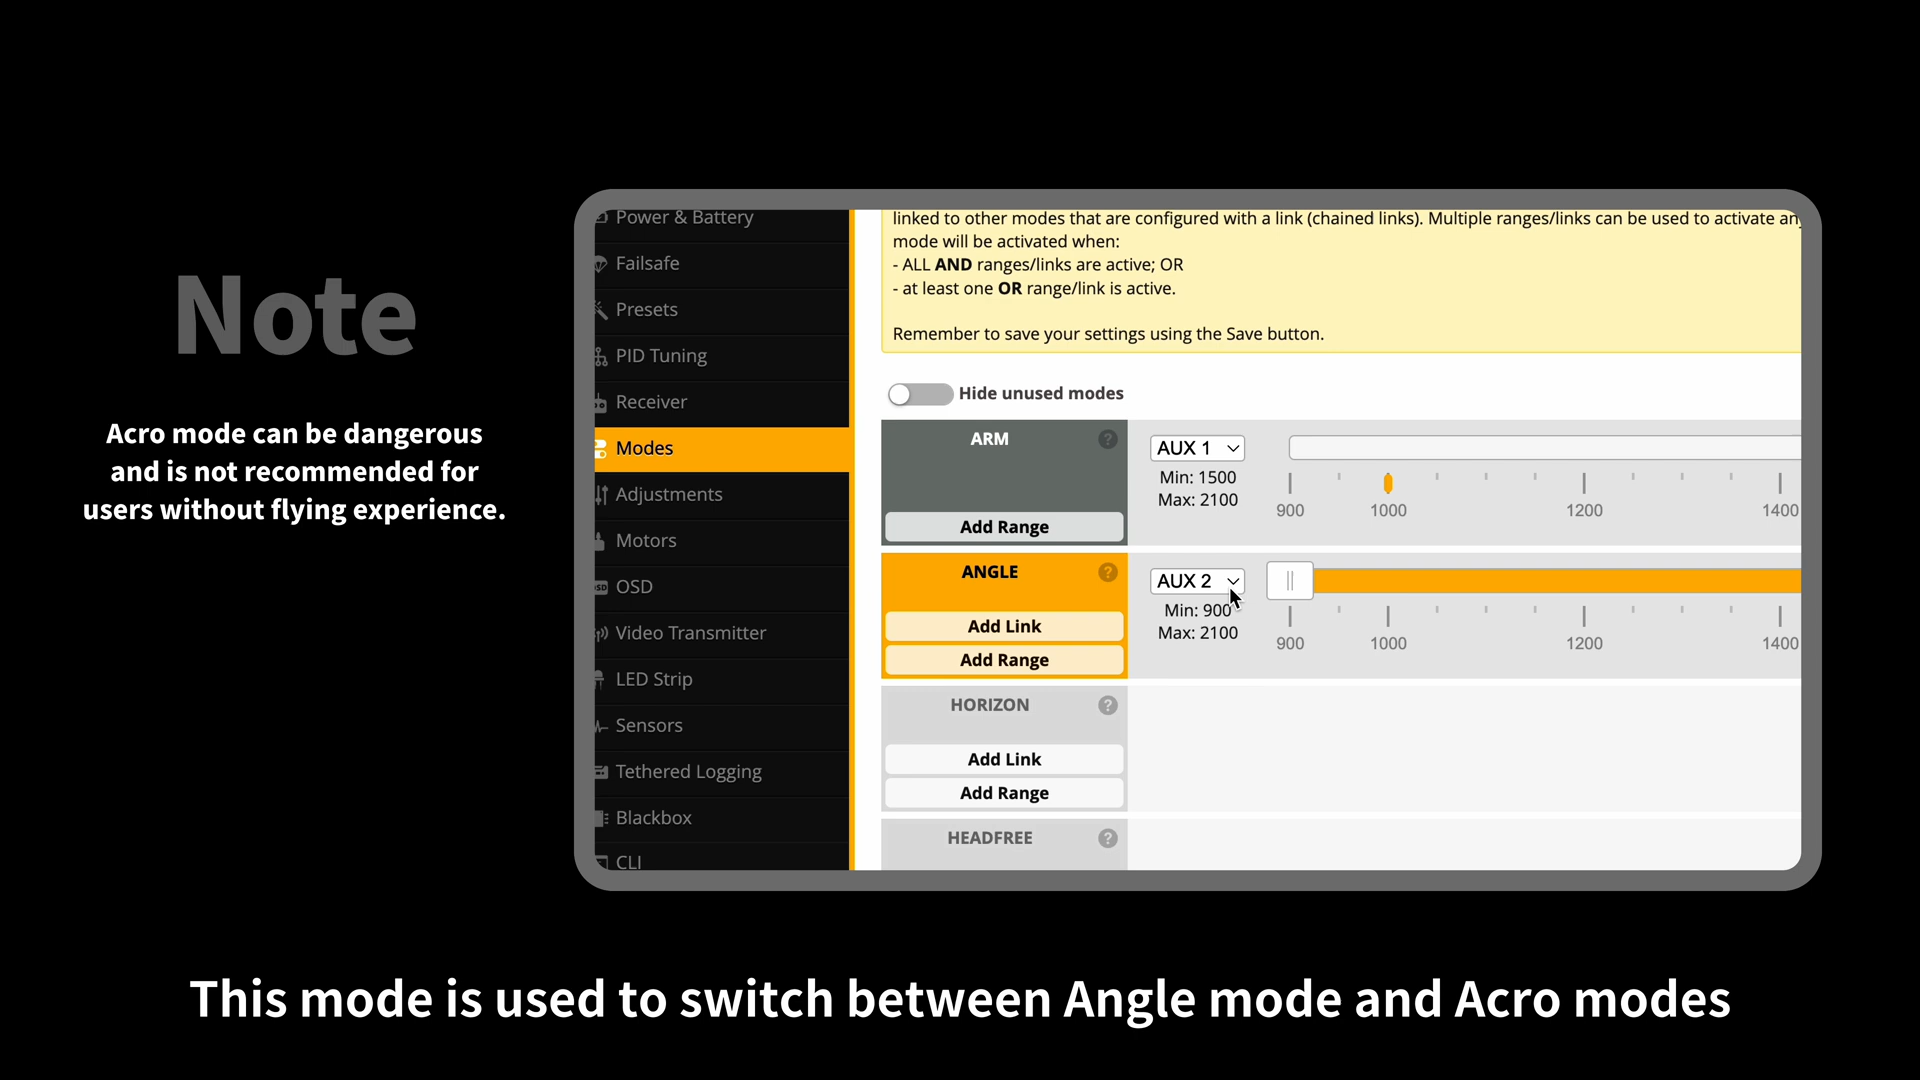 Note
Acro mode can be dangerous
and is not recommended for
users without flying experience.
Power & Battery
Failsafe
Presets
PID Tuning
Receiver
Modes
Adjustments
Motors
OSD
Video Transmitter
LED Strip
Sensors
Tethered Logging
Blackbox
CLI
linked to other modes that are configured with a link (chained links). Multiple ranges/links can be used to activate any
mode will be activated when:
- ALL AND ranges/links are active; OR
- at least one OR range/link is active.
Remember to save your settings using the Save button.
Hide unused modes
ARM
Add Range
AUX 1
Min: 1500
Max: 2100
900 1000 1200 1400
ANGLE
Add Link
Add Range
AUX 2
Min: 900
Max: 2100
900 1000 1200 1400
HORIZON
Add Link
Add Range
HEADFREE
This mode is used to switch between Angle mode and Acro modes